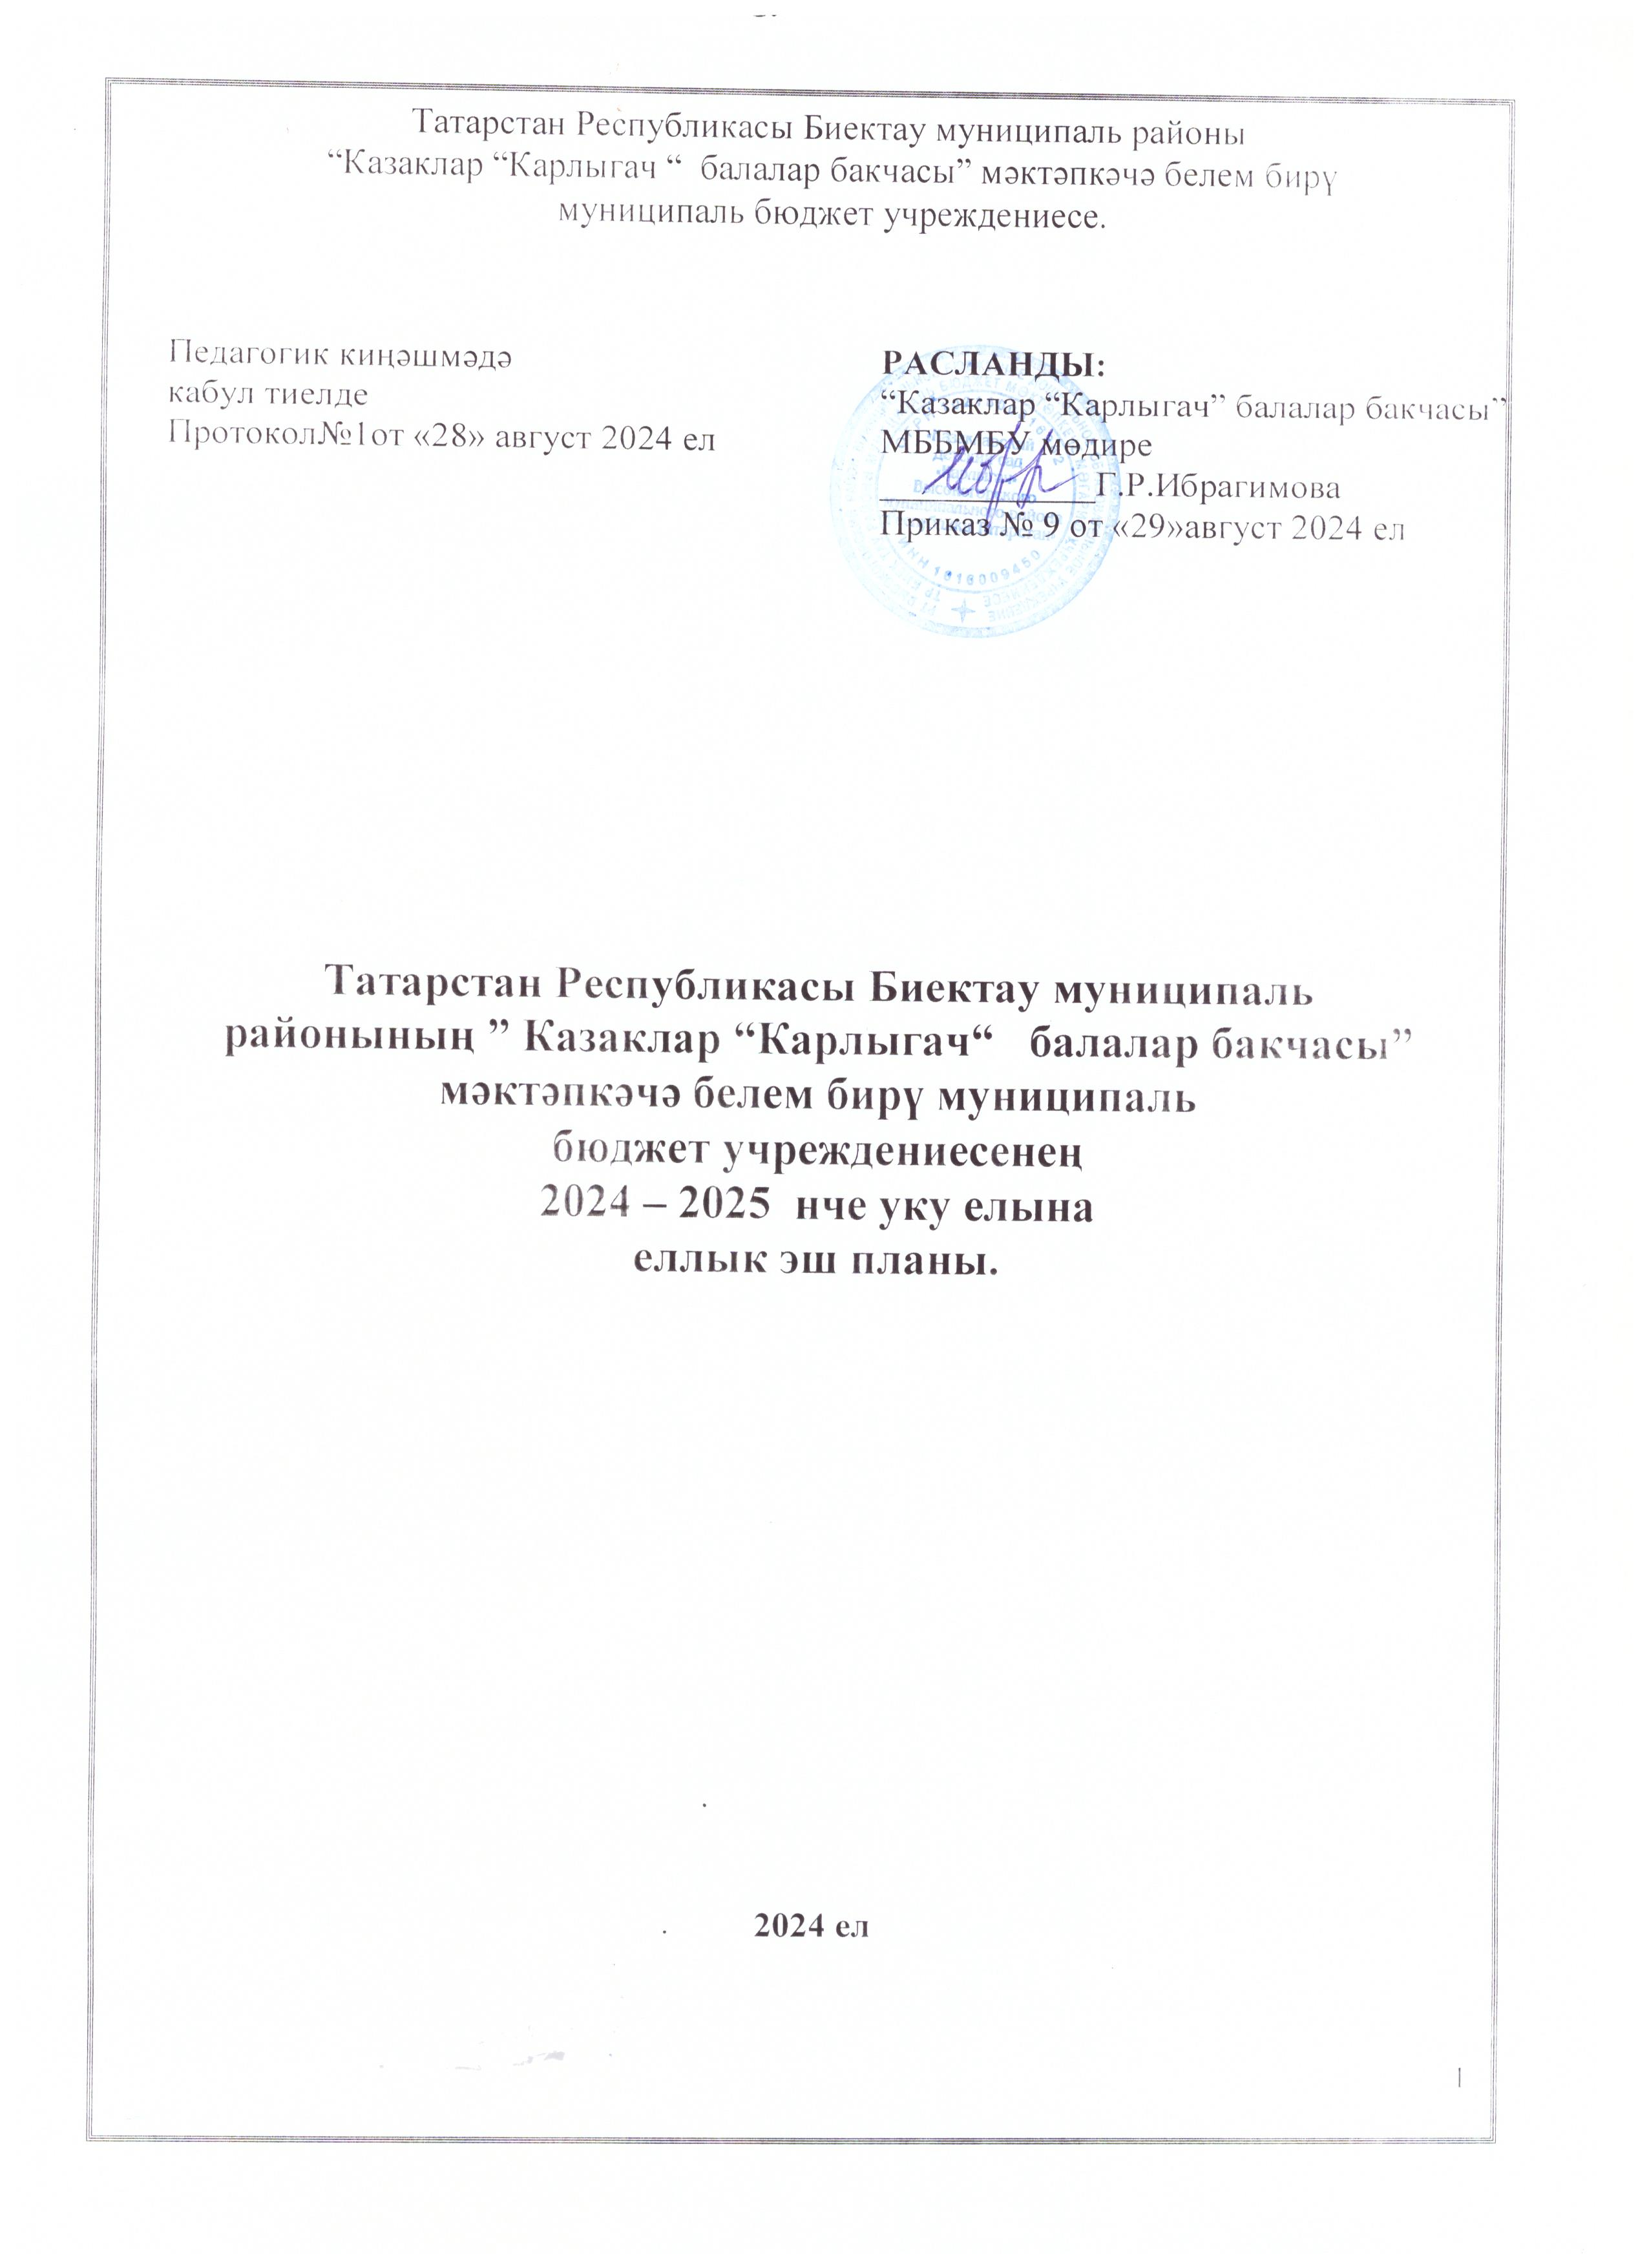 Татарстан Республикасы Биектау муниципаль районы
“Казаклар “Карлыгач “ балалар бакчасы” мәктәпкәчә белем бирү
муниципаль бюджет учреждениесе.
Педагогик киңәшмәдә
кабул тиелде
Протокол№1от «28» август 2024 ел
РАСЛАНДЫ:
“Казаклар “Карлыгач” балалар бакчасы”
МББМБУ мөдире
____________Г.Р.Ибрагимова
Приказ № 9 от «29»август 2024 ел
ИНН 1616009450
Татарстан Республикасы Биектау муниципаль
районының ” Казаклар “Карлыгач“ балалар бакчасы”
мәктәпкәчә белем бирү муниципаль
бюджет учреждениесенең
2024 – 2025 нче уку елына
еллык эш планы.
2024 ел
1